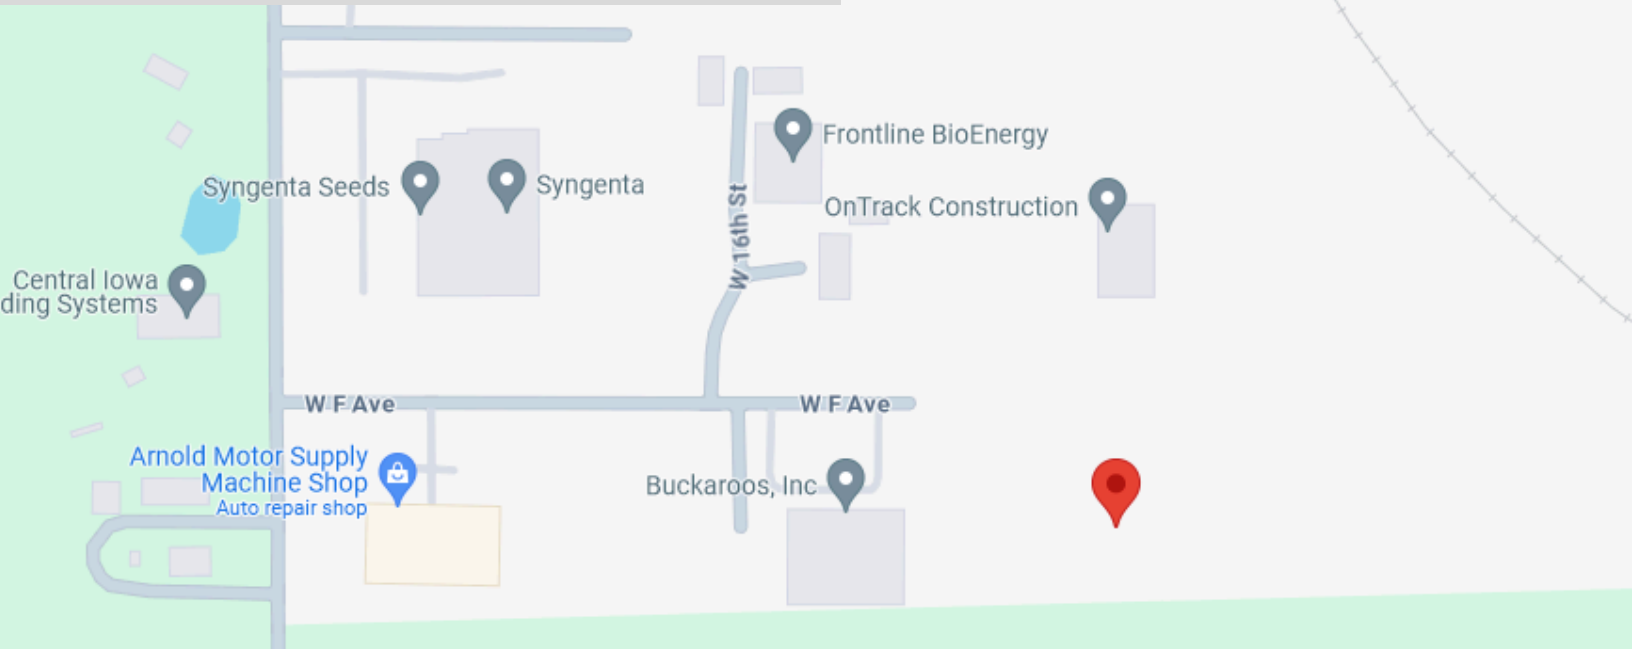 Frontline BioEnergy
Syngenta Seeds
Syngenta
OnTrack Construction
W 16th St
Central Iowa
ding Systems
W F Ave
W F Ave
Arnold Motor Supply
Machine Shop
Auto repair shop
Buckaroos, Inc